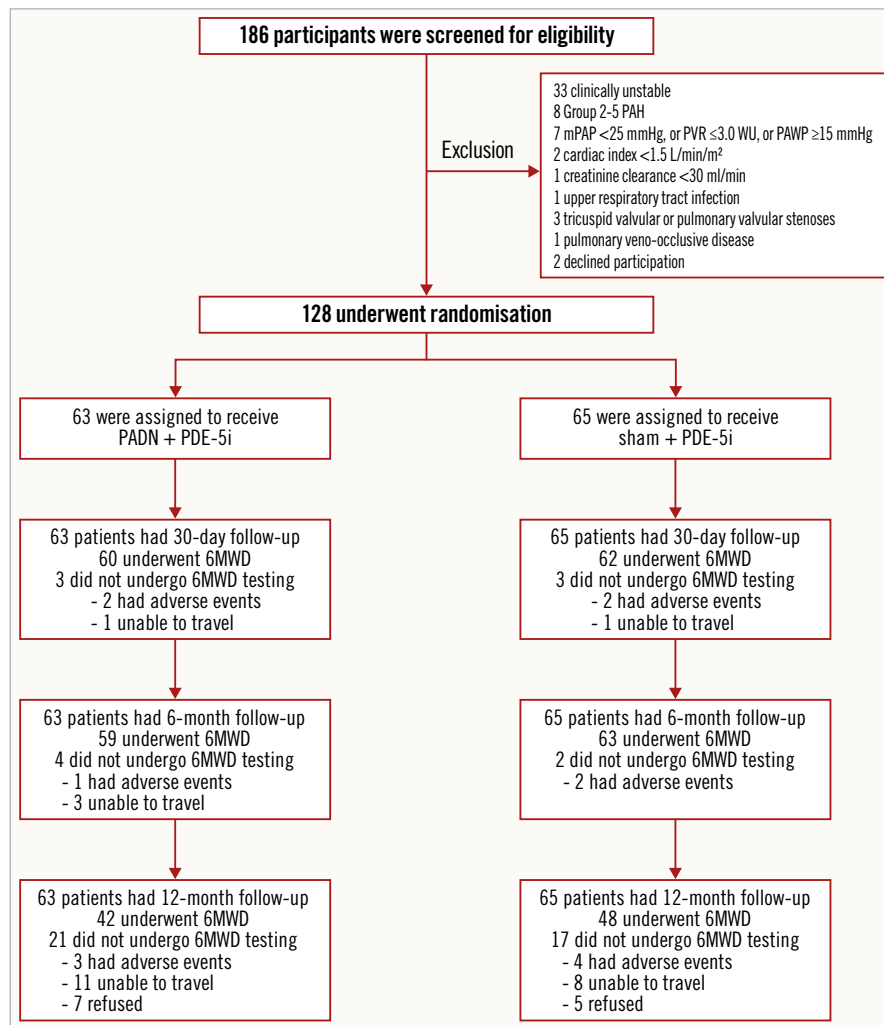 186 participants were screened for eligibility
33 clinically unstable
8 Group 2-5 PAH
7 mPAP <25 mmHg, or PVR ≤3.0 WU, or PAWP ≥15 mmHg
2 cardiac index <1.5 L/min/m²
1 creatinine clearance <30 ml/min
1 upper respiratory tract infection
3 tricuspid valvular or pulmonary valvular stenoses
1 pulmonary veno-occlusive disease
2 declined participation
Exclusion
128 underwent randomisation
63 were assigned to receive
PADN + PDE-5i
65 were assigned to receive
sham + PDE-5i
63 patients had 30-day follow-up
60 underwent 6MWD
3 did not undergo 6MWD testing
- 2 had adverse events
- 1 unable to travel
65 patients had 30-day follow-up
62 underwent 6MWD
3 did not undergo 6MWD testing
- 2 had adverse events
- 1 unable to travel
63 patients had 6-month follow-up
59 underwent 6MWD
4 did not undergo 6MWD testing
- 1 had adverse events
- 3 unable to travel
65 patients had 6-month follow-up
63 underwent 6MWD
2 did not undergo 6MWD testing
- 2 had adverse events
63 patients had 12-month follow-up
42 underwent 6MWD
21 did not undergo 6MWD testing
- 3 had adverse events
- 11 unable to travel
- 7 refused
65 patients had 12-month follow-up
48 underwent 6MWD
17 did not undergo 6MWD testing
- 4 had adverse events
- 8 unable to travel
- 5 refused